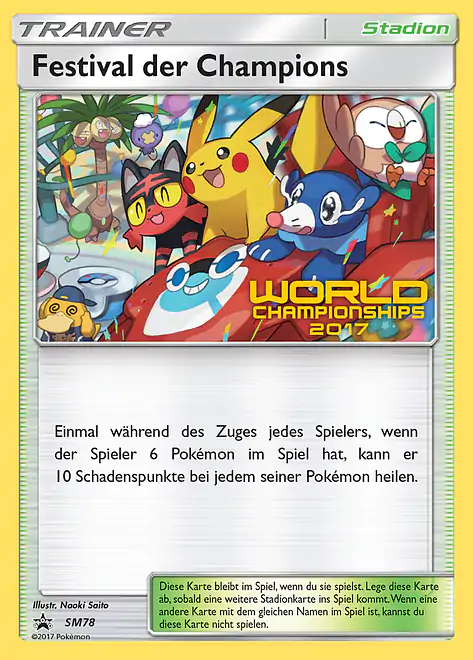 TRAINER
Stadion
Festival der Champions
WORLD
CHAMPIONSHIPS
2017
Einmal während des Zuges jedes Spielers, wenn
der Spieler 6 Pokémon im Spiel hat, kann er
10 Schadenspunkte bei jedem seiner Pokémon heilen.
Diese Karte bleibt im Spiel, wenn du sie spielst. Lege diese Karte
ab, sobald eine weitere Stadionkarte ins Spiel kommt. Wenn eine
andere Karte mit dem gleichen Namen im Spiel ist, kannst du
diese Karte nicht spielen.
Illustr. Naoki Saito
PROMO SM78
©2017 Pokémon